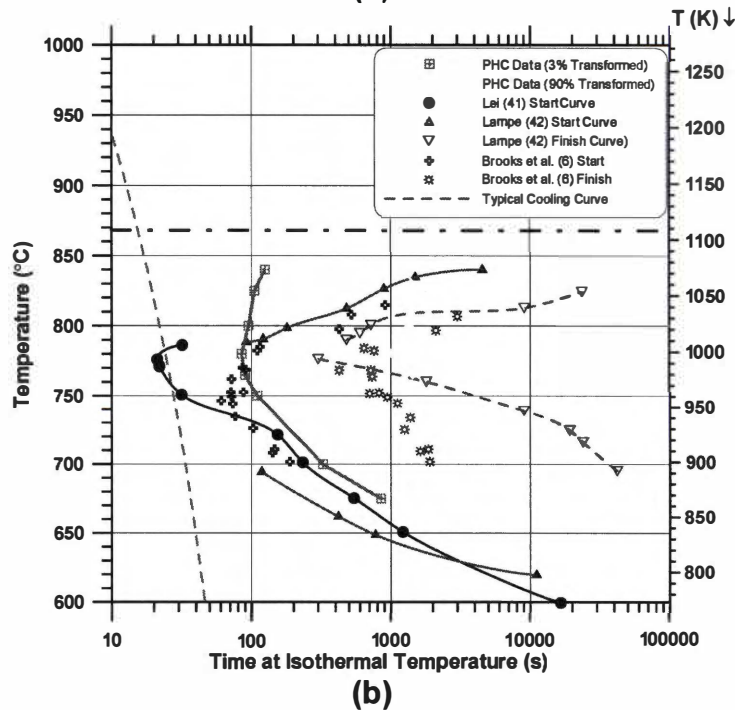 T (K) ↓
1000
950
900
850
800
750
700
650
600
1250
1200
1150
1100
1050
1000
950
900
850
800
Temperature (°C)
PHC Data (3% Transformed)
PHC Data (90% Transformed)
Lei (41) Start Curve
Lampe (42) Start Curve
Lampe (42) Finish Curve)
Brooks et al. (6) Start
Brooks et al. (6) Finish
Typical Cooling Curve
10 100 1000 10000 100000
Time at Isothermal Temperature (s)
(b)